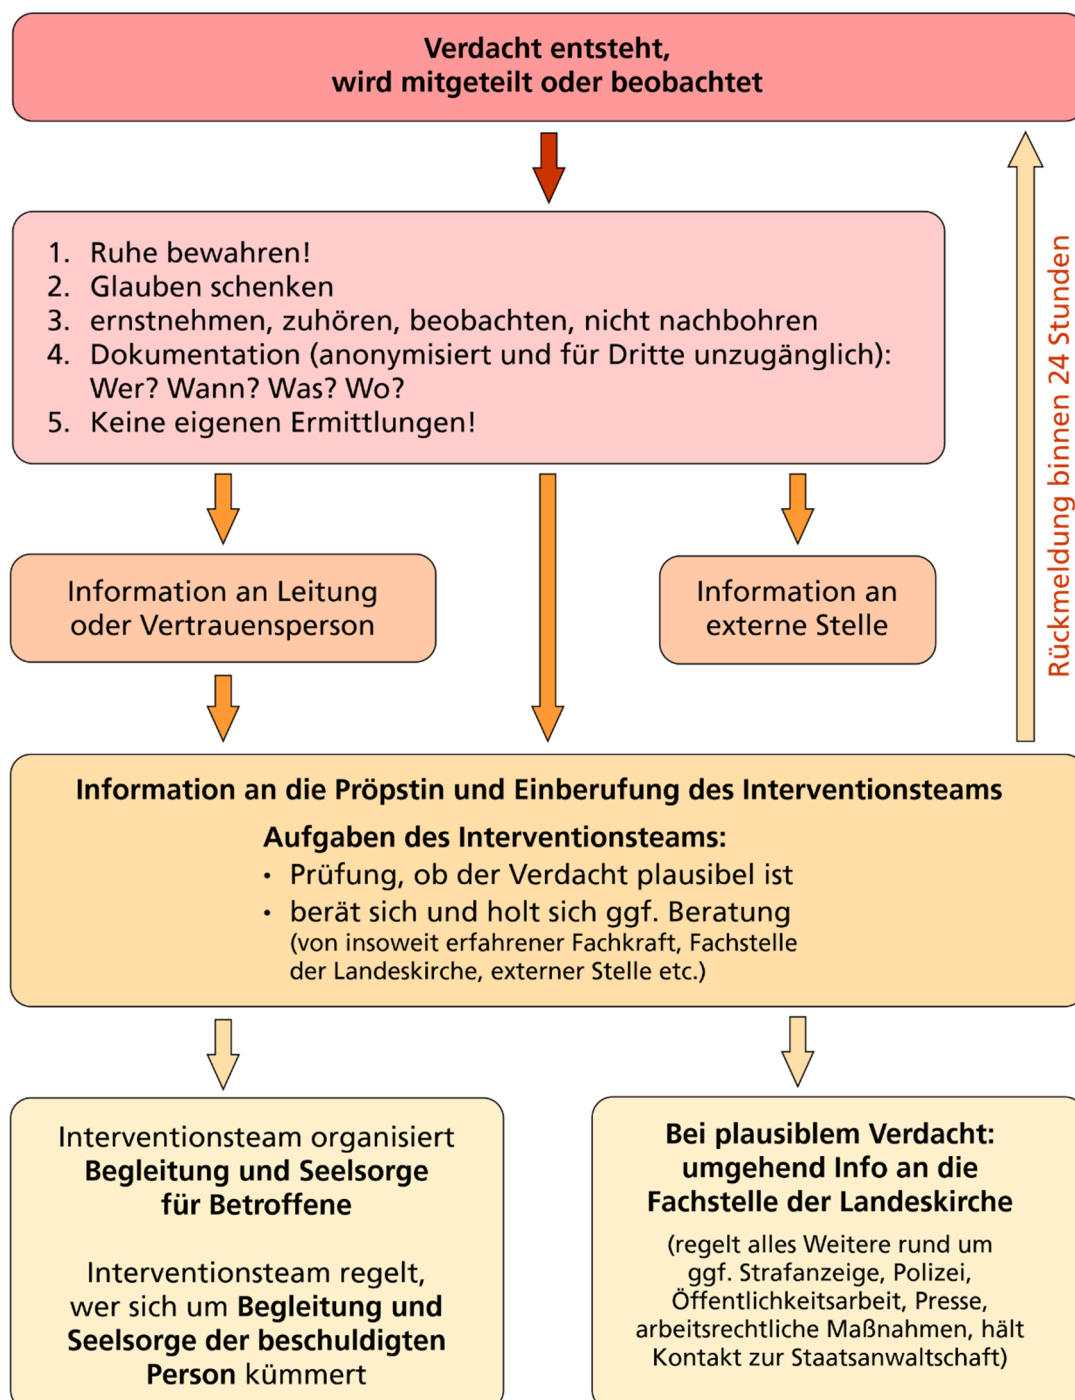 Verdacht entsteht,
wird mitgeteilt oder beobachtet
1. Ruhe bewahren!
2. Glauben schenken
3. ernstnehmen, zuhören, beobachten, nicht nachbohren
4. Dokumentation (anonymisiert und für Dritte unzugänglich):
Wer? Wann? Was? Wo?
5. Keine eigenen Ermittlungen!
Rückmeldung binnen 24 Stunden
Information an Leitung
oder Vertrauensperson
Information an
externe Stelle
Information an die Pröpstin und Einberufung des Interventionsteams
Aufgaben des Interventionsteams:
• Prüfung, ob der Verdacht plausibel ist
• berät sich und holt sich ggf. Beratung
(von insoweit erfahrener Fachkraft, Fachstelle
der Landeskirche, externer Stelle etc.)
Interventionsteam organisiert
Begleitung und Seelsorge
für Betroffene
Interventionsteam regelt,
wer sich um Begleitung und
Seelsorge der beschuldigten
Person kümmert
Bei plausiblem Verdacht:
umgehend Info an die
Fachstelle der Landeskirche
(regelt alles Weitere rund um
ggf. Strafanzeige, Polizei,
Öffentlichkeitsarbeit, Presse,
arbeitsrechtliche Maßnahmen, hält
Kontakt zur Staatsanwaltschaft)